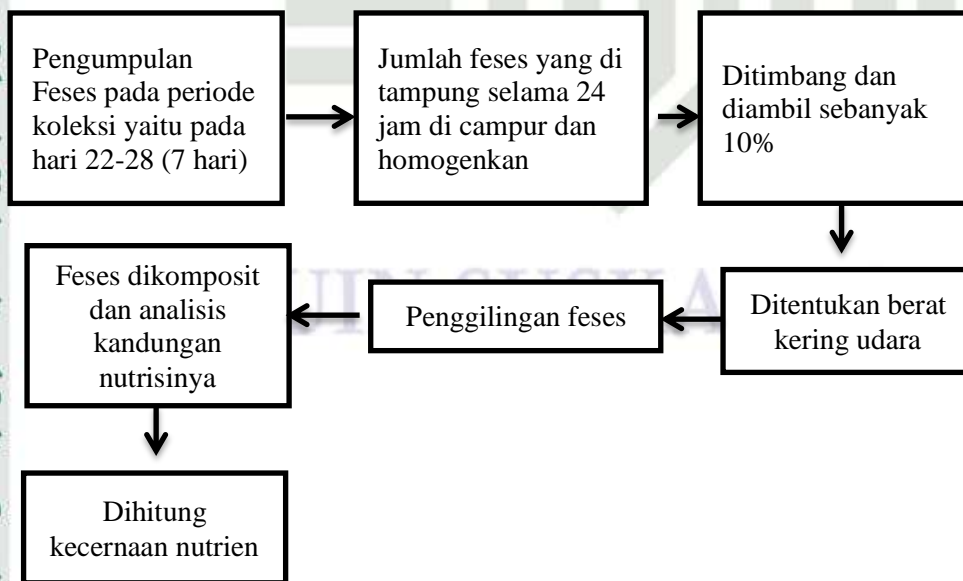 Pengumpulan
Feses pada periode
koleksi yaitu pada
hari 22-28 (7 hari)
Jumlah feses yang di
tampung selama 24
jam di campur dan
homogenkan
Ditimbang dan
diambil sebanyak
10%
Ditentukan berat
kering udara
Penggilingan feses
Feses dikomposit
dan analisis
kandungan
nutrisinya
Dihitung
kecernaan nutrien
UIN SUSKA